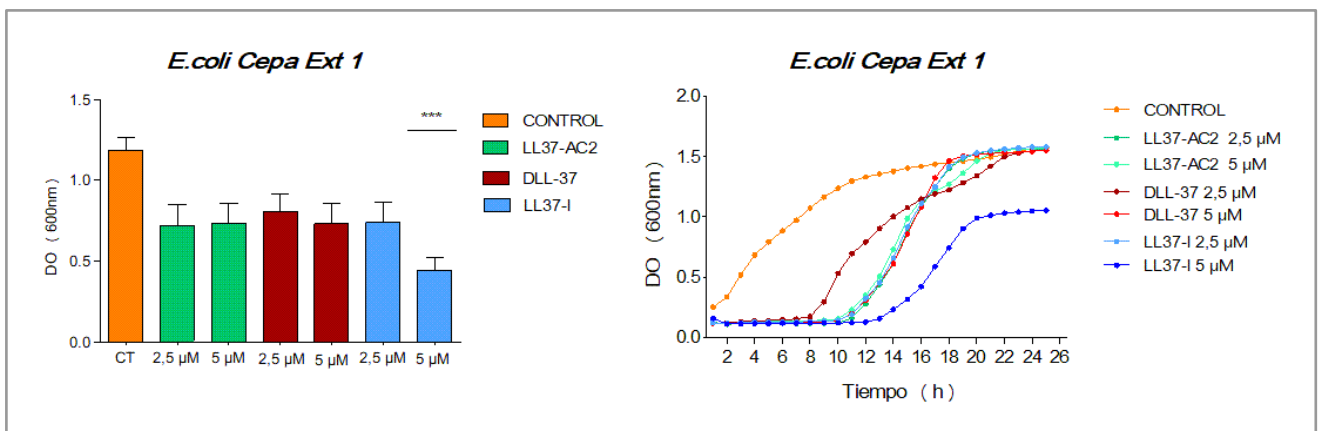 E.coli Cepa Ext 1
DO ( 600nm)
1.5
1.0
0.5
0.0
***
CT
2,5 µM
5 µM
2,5 µM
5 µM
2,5 µM
5 µM
CONTROL
LL37-AC2
DLL-37
LL37-I
E.coli Cepa Ext 1
DO ( 600nm)
2.0
1.5
1.0
0.5
0.0
2 4 6 8 10 12 14 16 18 20 22 24 26
Tiempo ( h )
CONTROL
LL37-AC2 2,5 µM
LL37-AC2 5 µM
DLL-37 2,5 µM
DLL-37 5 µM
LL37-I 2,5 µM
LL37-I 5 µM